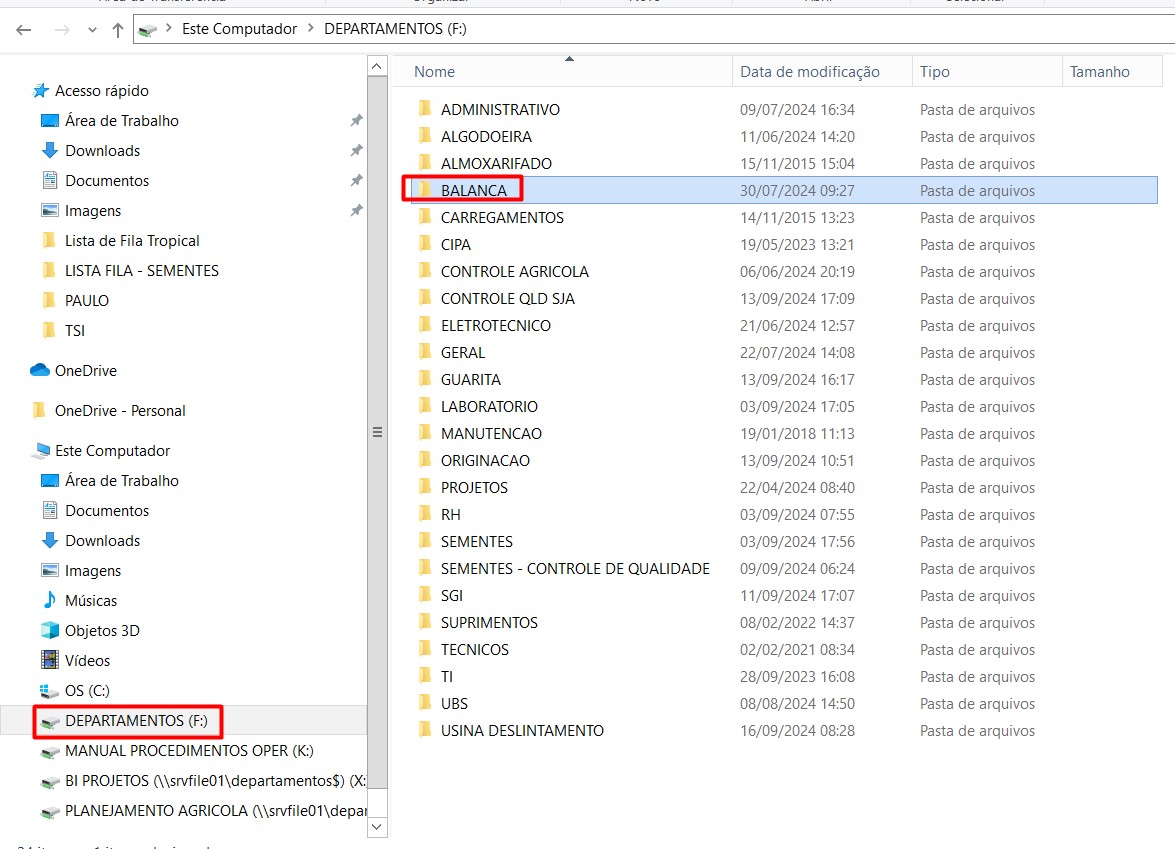 Este Computador > DEPARTAMENTOS (F:)
Acesso rápido
Área de Trabalho
Downloads
Documentos
Imagens
Lista de Fila Tropical
LISTA FILA - SEMENTES
PAULO
TSI
OneDrive
OneDrive - Personal
Este Computador
Área de Trabalho
Documentos
Downloads
Imagens
Músicas
Objetos 3D
Vídeos
OS (C:)
DEPARTAMENTOS (F:)
MANUAL PROCEDIMENTOS OPER (K:)
BI PROJETOS (\\srvfile01\departamentos$) (X:
PLANEJAMENTO AGRICOLA (\\srvfile01\depar
Nome Data de modificação Tipo Tamanho
ADMINISTRATIVO 09/07/2024 16:34 Pasta de arquivos
ALGODOEIRA 11/06/2024 14:20 Pasta de arquivos
ALMOXARIFADO 15/11/2015 15:04 Pasta de arquivos
BALANCA 30/07/2024 09:27 Pasta de arquivos
CARREGAMENTOS 14/11/2015 13:23 Pasta de arquivos
CIPA 19/05/2023 13:21 Pasta de arquivos
CONTROLE AGRICOLA 06/06/2024 20:19 Pasta de arquivos
CONTROLE QLD SJA 13/09/2024 17:09 Pasta de arquivos
ELETROTECNICO 21/06/2024 12:57 Pasta de arquivos
GERAL 22/07/2024 14:08 Pasta de arquivos
GUARITA 13/09/2024 16:17 Pasta de arquivos
LABORATORIO 03/09/2024 17:05 Pasta de arquivos
MANUTENCAO 19/01/2018 11:13 Pasta de arquivos
ORIGINACAO 13/09/2024 10:51 Pasta de arquivos
PROJETOS 22/04/2024 08:40 Pasta de arquivos
RH 03/09/2024 07:55 Pasta de arquivos
SEMENTES 03/09/2024 17:56 Pasta de arquivos
SEMENTES - CONTROLE DE QUALIDADE 09/09/2024 06:24 Pasta de arquivos
SGI 11/09/2024 17:07 Pasta de arquivos
SUPRIMENTOS 08/02/2022 14:37 Pasta de arquivos
TECNICOS 02/02/2021 08:34 Pasta de arquivos
TI 28/09/2023 16:08 Pasta de arquivos
UBS 08/08/2024 14:50 Pasta de arquivos
USINA DESLINTAMENTO 16/09/2024 08:28 Pasta de arquivos